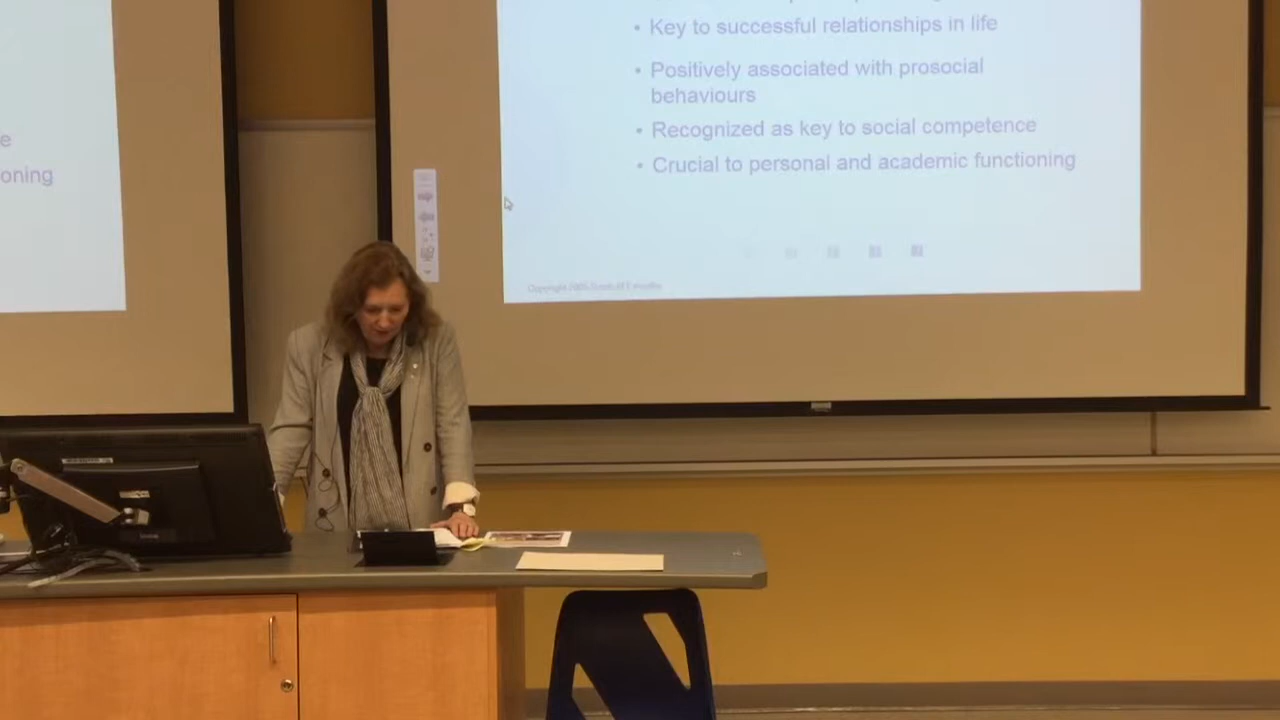 e
oning
• Key to successful relationships in life
• Positively associated with prosocial
behaviours
• Recognized as key to social competence
• Crucial to personal and academic functioning
Copyright